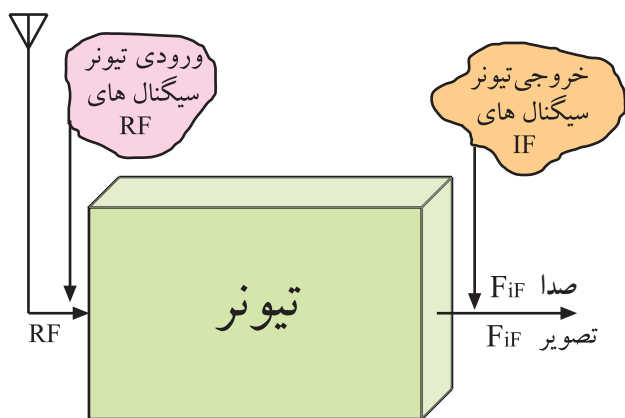 ورودی تیونر
سیگنال های
RF
خروجی تیونر
سیگنال های
IF
تیونر
RF
صدا FiF
تصویر FiF